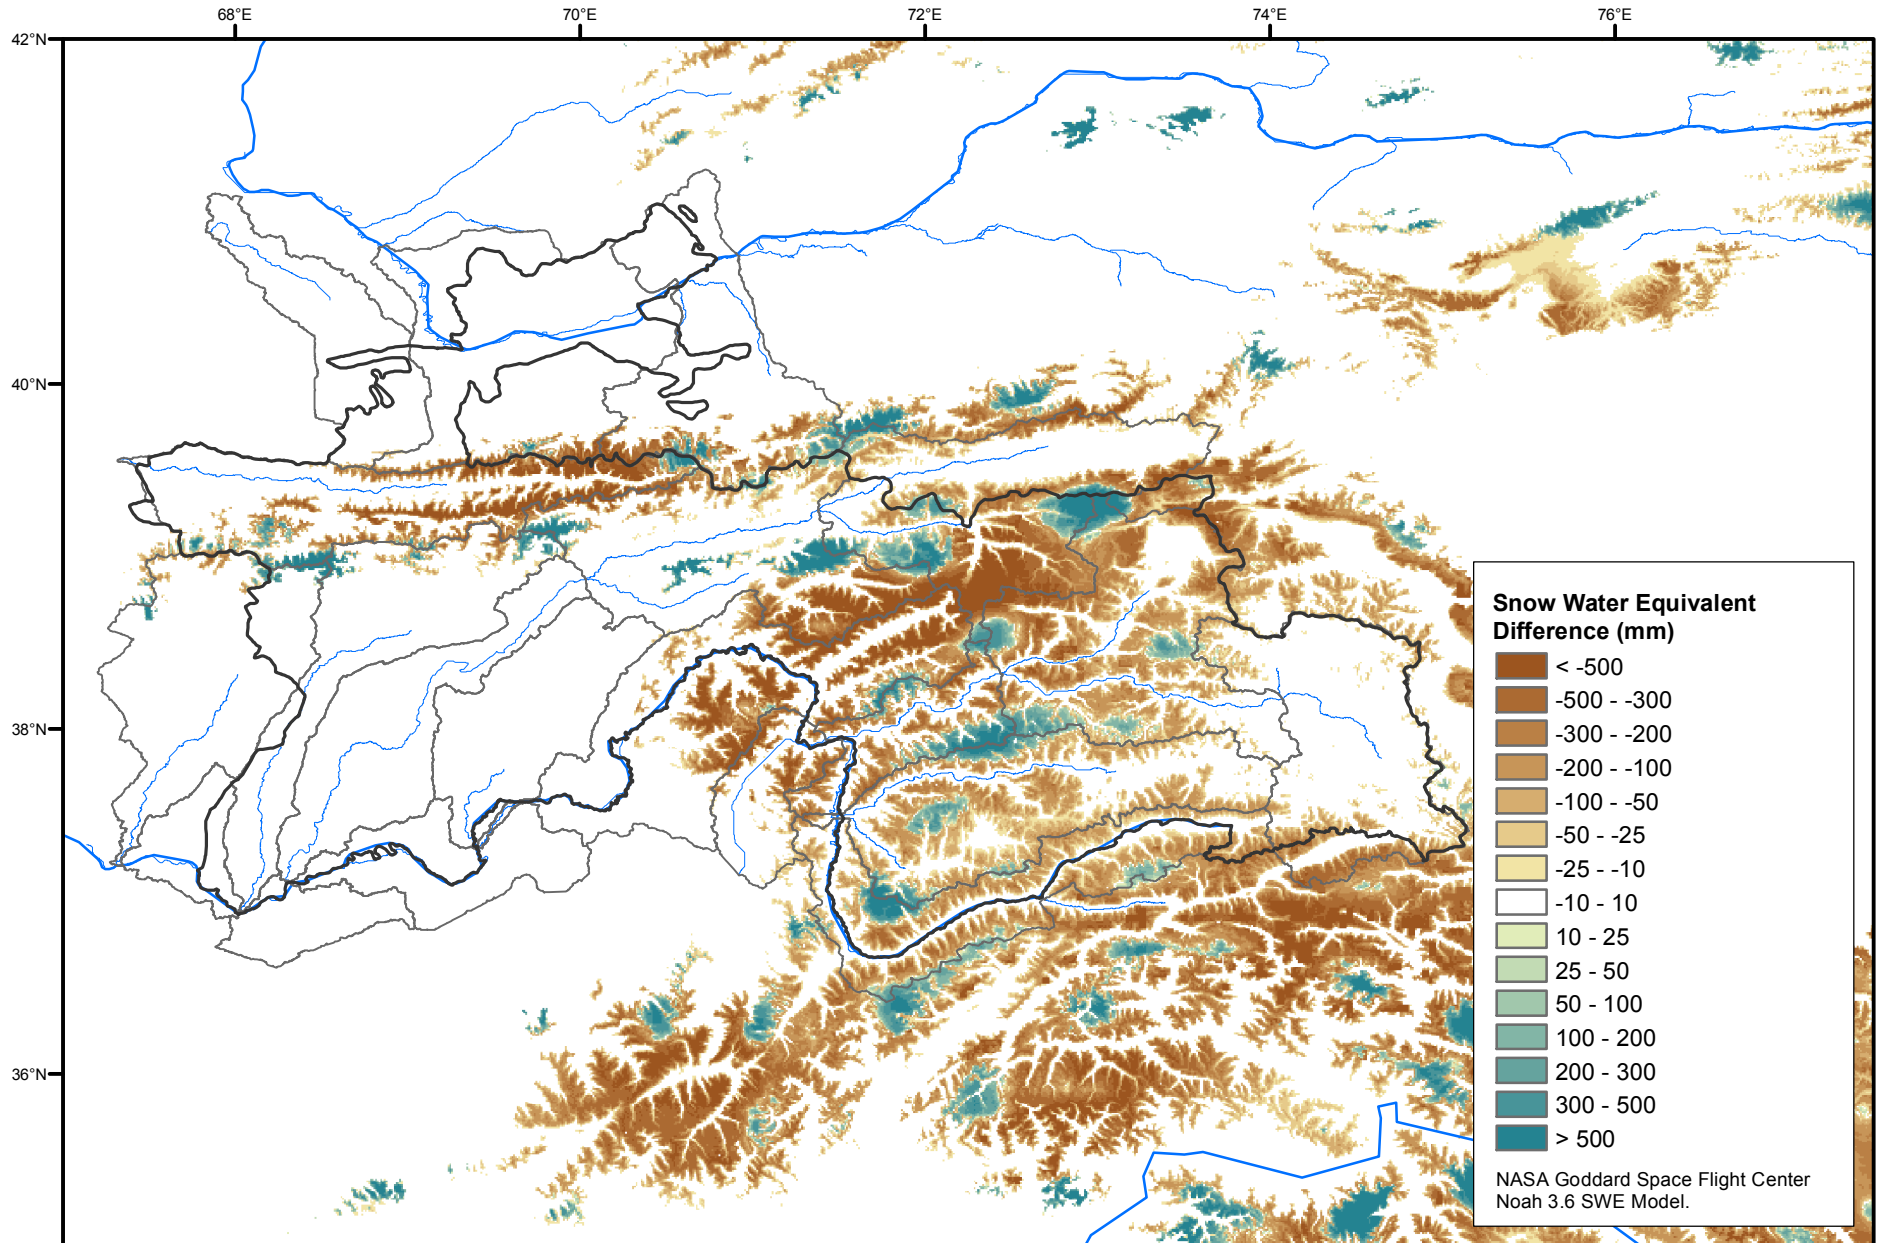 68°E
70°E
72°E
74°E
76°E
42°N
40°N
38°N
36°N
Snow Water Equivalent
Difference (mm)
< -500
-500 - -300
-300 - -200
-200 - -100
-100 - -50
-50 - -25
-25 - -10
-10 - 10
10 - 25
25 - 50
50 - 100
100 - 200
200 - 300
300 - 500
> 500
NASA Goddard Space Flight Center
Noah 3.6 SWE Model.